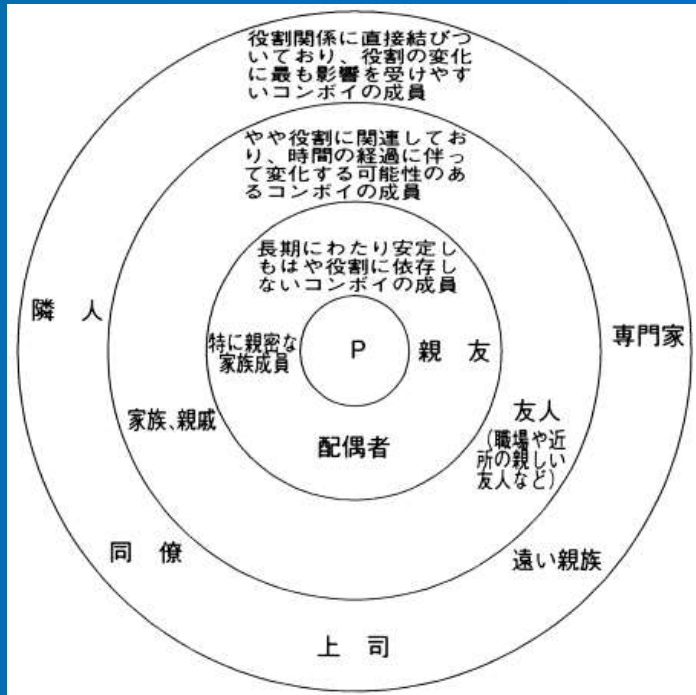 役割関係に直接結びつ
いており、役割の変化
に最も影響を受けやす
いコンボイの成員
やや役割に関連してお
り、時間の経過に伴っ
て変化する可能性のあ
るコンボイの成員
長期にわたり安定し
もはや役割に依存し
ないコンボイの成員
隣 人
特に親密な
家族成員
P
親 友
専門家
家族、親戚
配偶者
友人
(職場や近
所の親しい
友人など)
同 僚
遠い親族
上 司